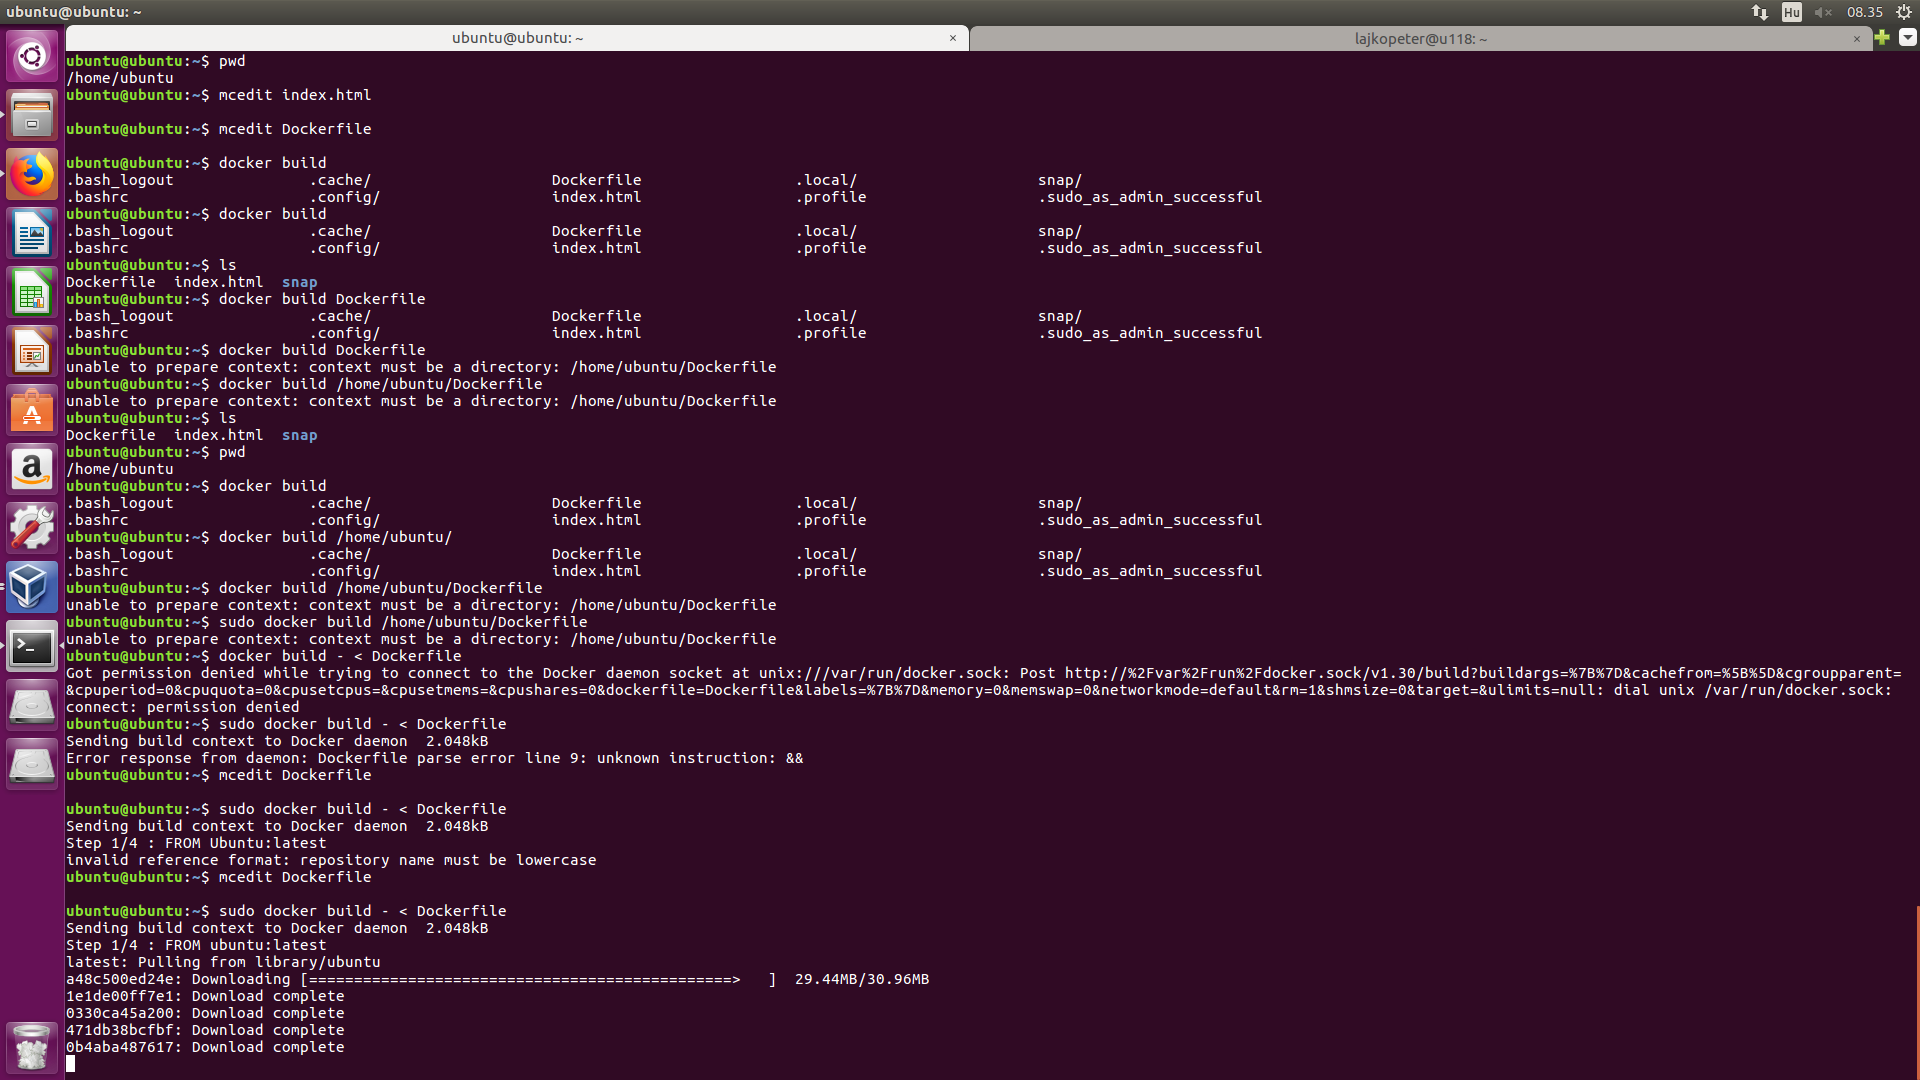 ubuntu@ubuntu: ~
Hu
08.35
ubuntu@ubuntu: ~ ×
lajkopeter@u118: ~ ×
ubuntu@ubuntu:~$ pwd
/home/ubuntu
ubuntu@ubuntu:~$ mcedit index.html
ubuntu@ubuntu:~$ mcedit Dockerfile
ubuntu@ubuntu:~$ docker build
.bash_logout .cache/ Dockerfile .local/ snap/
.bashrc .config/ index.html .profile .sudo_as_admin_successful
ubuntu@ubuntu:~$ docker build
.bash_logout .cache/ Dockerfile .local/ snap/
.bashrc .config/ index.html .profile .sudo_as_admin_successful
ubuntu@ubuntu:~$ ls
Dockerfile index.html snap
ubuntu@ubuntu:~$ docker build Dockerfile
.bash_logout .cache/ Dockerfile .local/ snap/
.bashrc .config/ index.html .profile .sudo_as_admin_successful
ubuntu@ubuntu:~$ docker build Dockerfile
unable to prepare context: context must be a directory: /home/ubuntu/Dockerfile
ubuntu@ubuntu:~$ docker build /home/ubuntu/Dockerfile
unable to prepare context: context must be a directory: /home/ubuntu/Dockerfile
ubuntu@ubuntu:~$ ls
Dockerfile index.html snap
ubuntu@ubuntu:~$ pwd
/home/ubuntu
ubuntu@ubuntu:~$ docker build
.bash_logout .cache/ Dockerfile .local/ snap/
.bashrc .config/ index.html .profile .sudo_as_admin_successful
ubuntu@ubuntu:~$ docker build /home/ubuntu/
.bash_logout .cache/ Dockerfile .local/ snap/
.bashrc .config/ index.html .profile .sudo_as_admin_successful
ubuntu@ubuntu:~$ docker build /home/ubuntu/Dockerfile
unable to prepare context: context must be a directory: /home/ubuntu/Dockerfile
ubuntu@ubuntu:~$ sudo docker build /home/ubuntu/Dockerfile
unable to prepare context: context must be a directory: /home/ubuntu/Dockerfile
ubuntu@ubuntu:~$ docker build - < Dockerfile
Got permission denied while trying to connect to the Docker daemon socket at unix:///var/run/docker.sock: Post http://%2Fvar%2Frun%2Fdocker.sock/v1.30/build?buildargs=%7B%7D&cachefrom=%5B%5D&cgroupparent=
&cpuperiod=0&cpuquota=0&cpusetcpus=&cpusetmems=&cpushares=0&dockerfile=Dockerfile&labels=%7B%7D&memory=0&memswap=0&networkmode=default&rm=1&shmsize=0&target=&ulimits=null: dial unix /var/run/docker.sock:
connect: permission denied
ubuntu@ubuntu:~$ sudo docker build - < Dockerfile
Sending build context to Docker daemon 2.048kB
Error response from daemon: Dockerfile parse error line 9: unknown instruction: &&
ubuntu@ubuntu:~$ mcedit Dockerfile
ubuntu@ubuntu:~$ sudo docker build - < Dockerfile
Sending build context to Docker daemon 2.048kB
Step 1/4 : FROM Ubuntu:latest
invalid reference format: repository name must be lowercase
ubuntu@ubuntu:~$ mcedit Dockerfile
ubuntu@ubuntu:~$ sudo docker build - < Dockerfile
Sending build context to Docker daemon 2.048kB
Step 1/4 : FROM ubuntu:latest
latest: Pulling from library/ubuntu
a48c500ed24e: Downloading [===============================================> ] 29.44MB/30.96MB
1e1de00ff7e1: Download complete
0330ca45a200: Download complete
471db38bcfbf: Download complete
0b4aba487617: Download complete